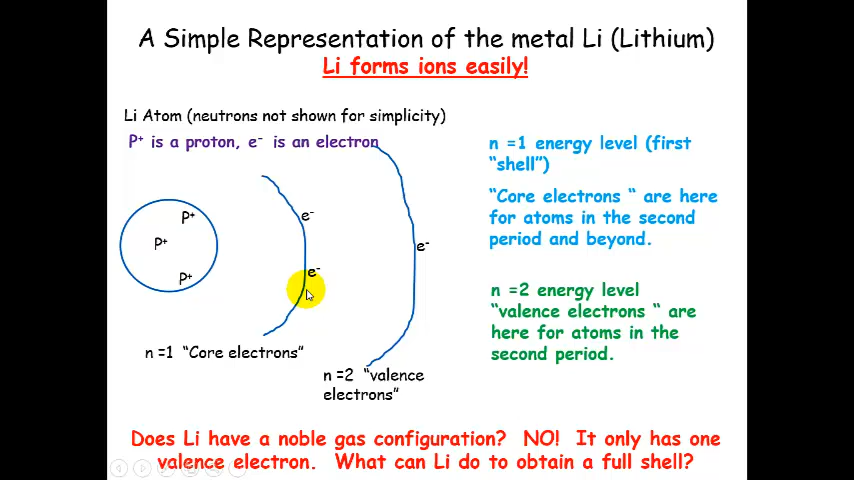 A Simple Representation of the metal Li (Lithium)
Li forms ions easily!
Li Atom (neutrons not shown for simplicity)
P⁺ is a proton, e⁻ is an electron
n =1 energy level (first
“shell”)
“Core electrons “ are here
for atoms in the second
period and beyond.
P⁺
P⁺
P⁺
e⁻
e⁻
e⁻
n =2 energy level
“valence electrons “ are
here for atoms in the
second period.
n =1 “Core electrons”
n =2 “valence
electrons”
Does Li have a noble gas configuration? NO! It only has one
valence electron. What can Li do to obtain a full shell?